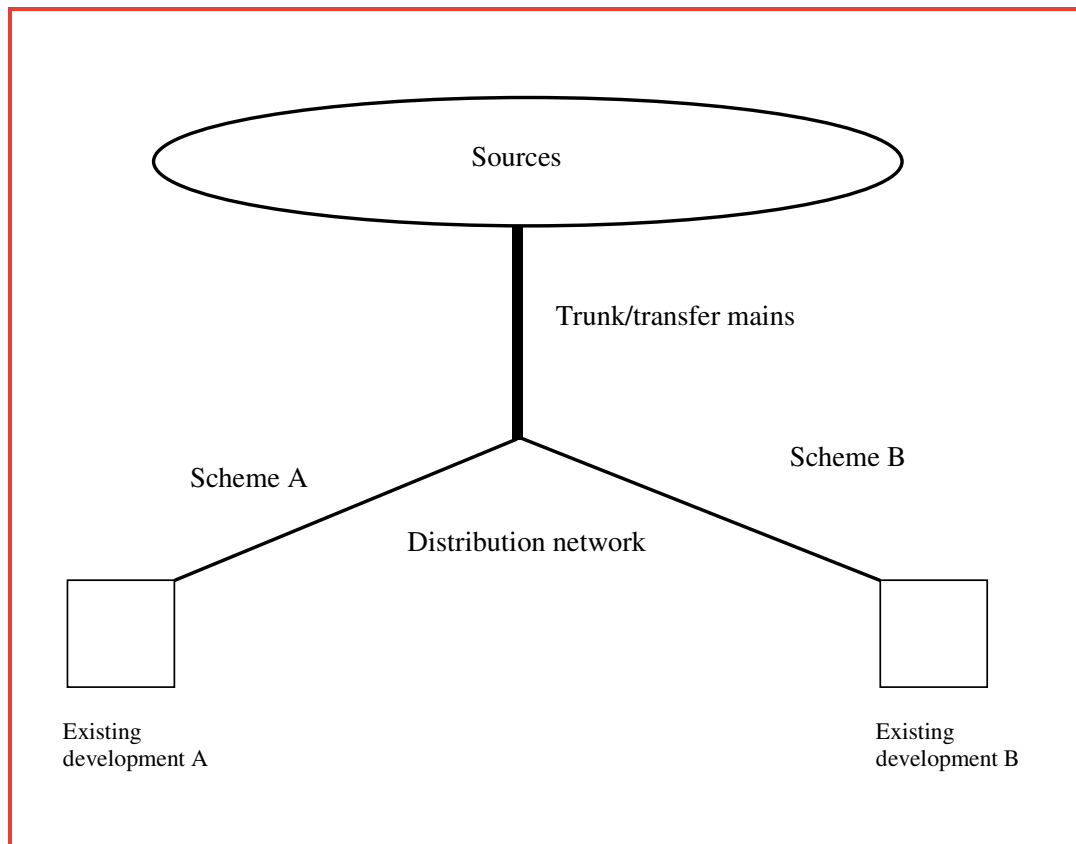 Sources
Trunk/transfer mains
Scheme B
Scheme A
Distribution network
Existing
development A
Existing
development B